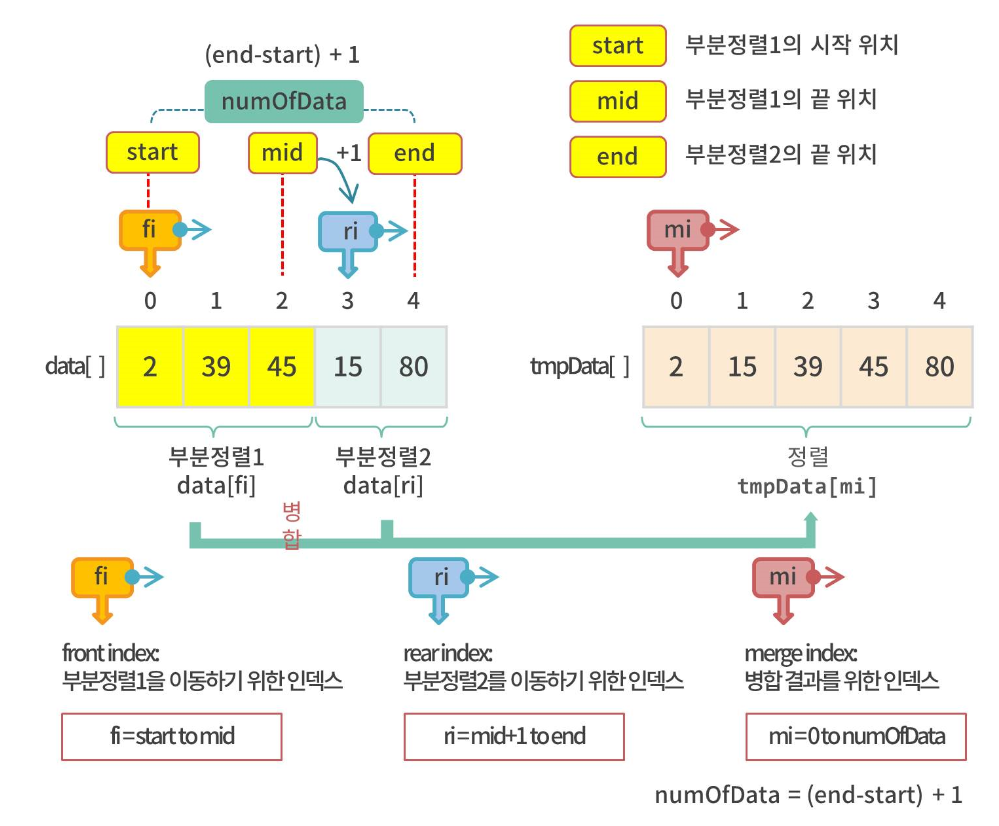 (end-start) + 1
numOfData
start
mid
+1
end
start 부분정렬1의 시작 위치
mid 부분정렬1의 끝 위치
end 부분정렬2의 끝 위치
fi
ri
mi
0 1 2 3 4
data[ ] 2 39 45 15 80
0 1 2 3 4
tmpData[ ] 2 15 39 45 80
부분정렬1
data[fi]
부분정렬2
data[ri]
정렬
tmpData[mi]
병
합
fi
front index:
부분정렬1을 이동하기 위한 인덱스
fi = start to mid
ri
rear index:
부분정렬2를 이동하기 위한 인덱스
ri = mid+1 to end
mi
merge index:
병합 결과를 위한 인덱스
mi = 0 to numOfData
numOfData = (end-start) + 1